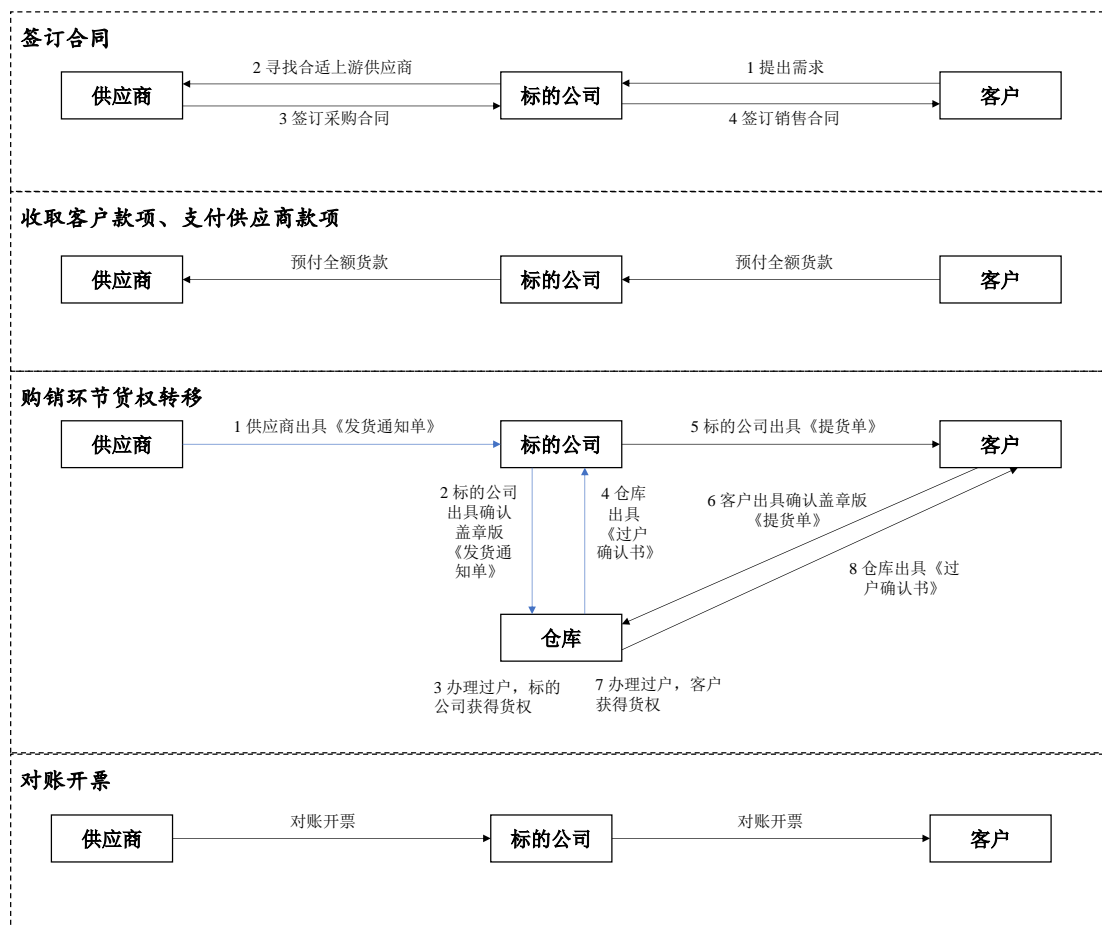 签订合同
2 寻找合适上游供应商
1 提出需求
供应商
标的公司
客户
3 签订采购合同
4 签订销售合同
收取客户款项、支付供应商款项
预付全额货款
预付全额货款
供应商
标的公司
客户
购销环节货权转移
供应商
1 供应商出具《发货通知单》
标的公司
5 标的公司出具《提货单》
客户
2 标的公司
出具确认
盖章版
《发货通
知单》
4 仓库
出具
《过户
确认书》
6 客户出具确认盖章版
《提货单》
8 仓库出具《过
户确认书》
仓库
3 办理过户，标的
公司获得货权
7 办理过户，客户
获得货权
对账开票
供应商
对账开票
标的公司
对账开票
客户